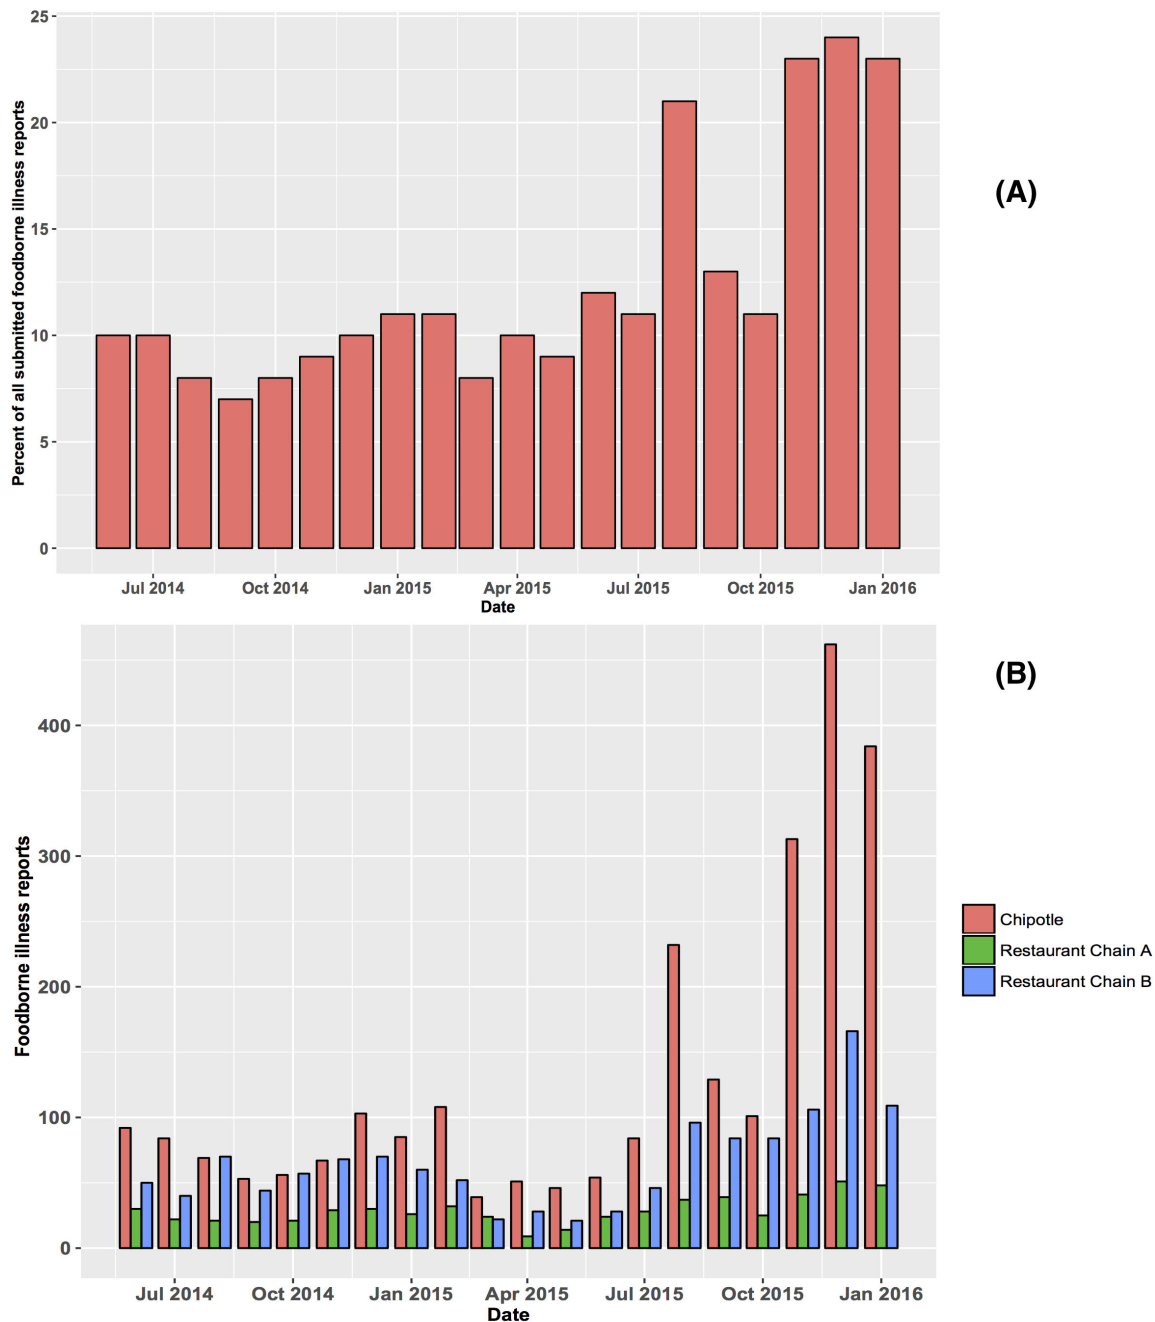 25
20
15
10
5
0
Percent of all submitted foodborne illness reports
Jul 2014 Oct 2014 Jan 2015 Apr 2015 Jul 2015 Oct 2015 Jan 2016
Date
(A)
400
300
200
100
0
Foodborne illness reports
Jul 2014 Oct 2014 Jan 2015 Apr 2015 Jul 2015 Oct 2015 Jan 2016
Date
(B)
Chipotle
Restaurant Chain A
Restaurant Chain B